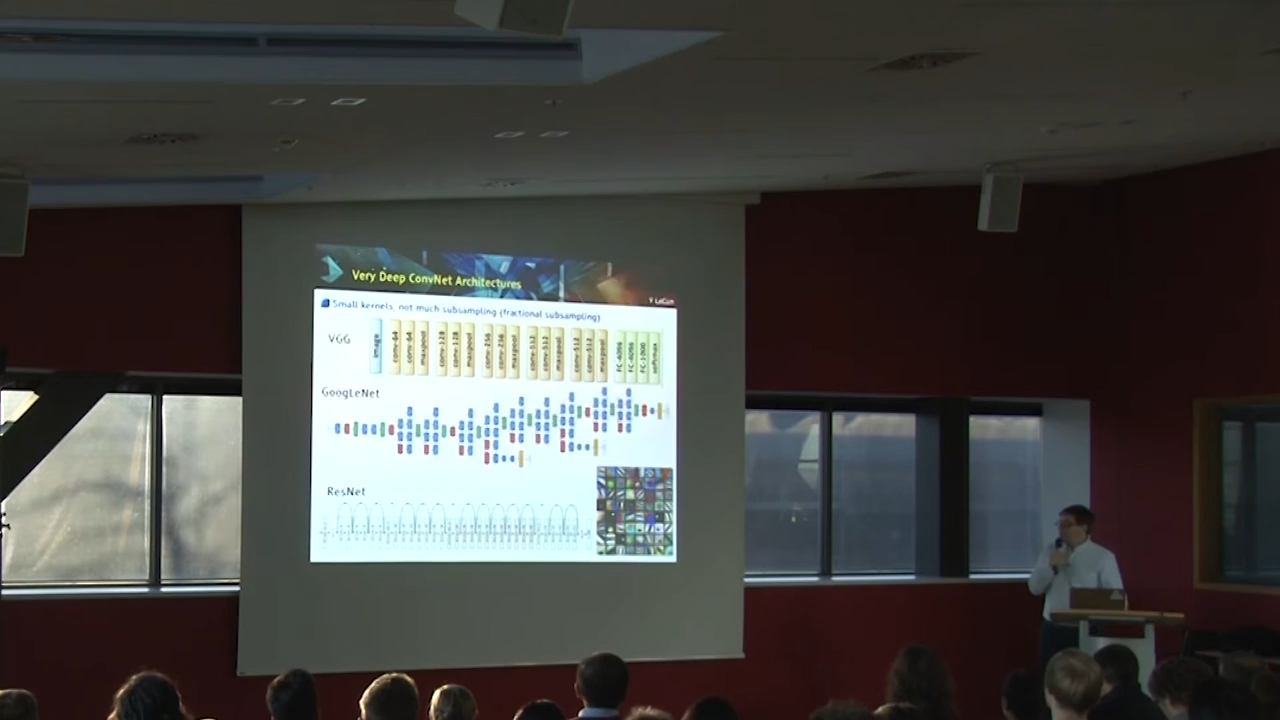 Very Deep ConvNet Architectures
Y LeCun
Small kernels, not much subsampling (fractional subsampling)
VGG
image
conv-64
conv-64
maxpool
conv-128
conv-128
maxpool
conv-256
conv-256
maxpool
conv-512
conv-512
maxpool
conv-512
conv-512
maxpool
FC-4096
FC-4096
FC-1000
softmax
GoogLeNet
ResNet